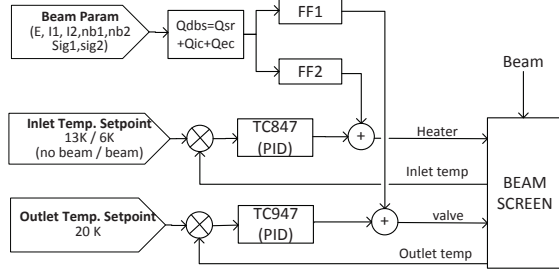 Beam Param
(E, I1, I2,nb1,nb2
Sig1,sig2)
Qdbs=Qsr
+Qic+Qec
FF1
FF2
Beam
Inlet Temp. Setpoint
13K / 6K
(no beam / beam)
TC847
(PID)
+
Heater
Inlet temp
BEAM
SCREEN
Outlet Temp. Setpoint
20 K
TC947
(PID)
+
valve
Outlet temp